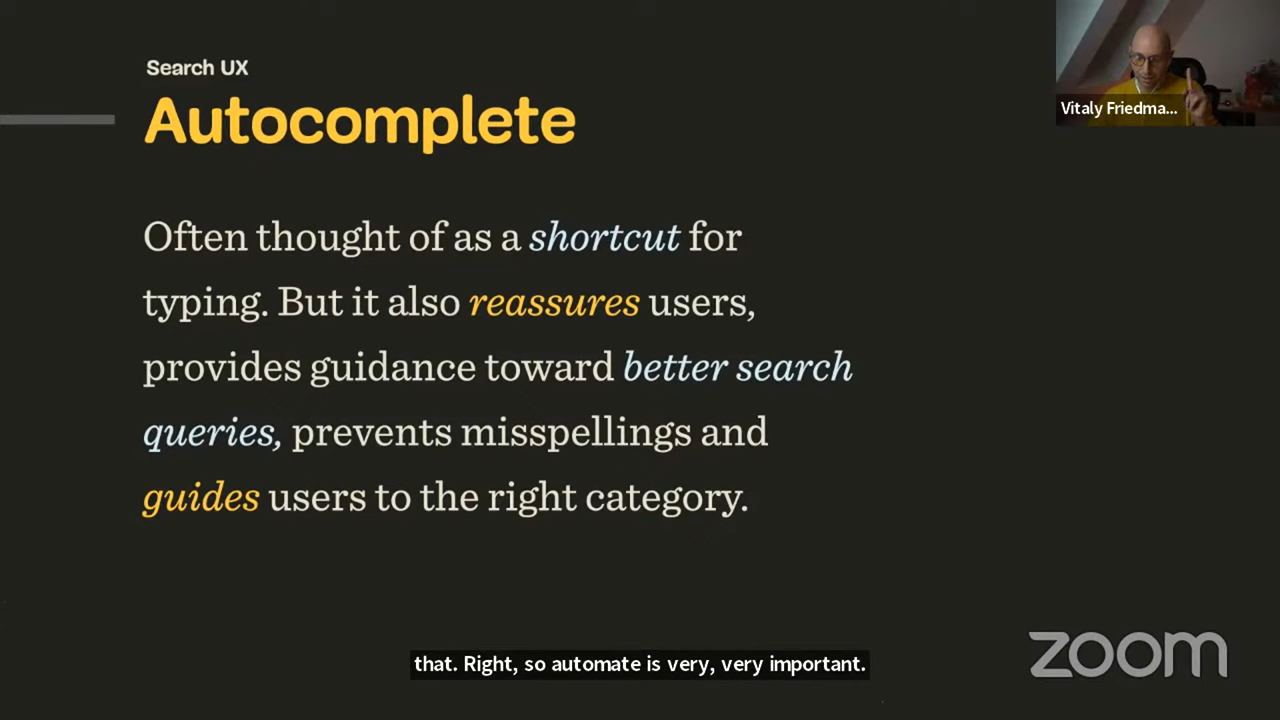 Search UX
Autocomplete
Vitaly Friedma...
Often thought of as a shortcut for
typing. But it also reassures users,
provides guidance toward better search
queries, prevents misspellings and
guides users to the right category.
zoom
that. Right, so automate is very, very important.